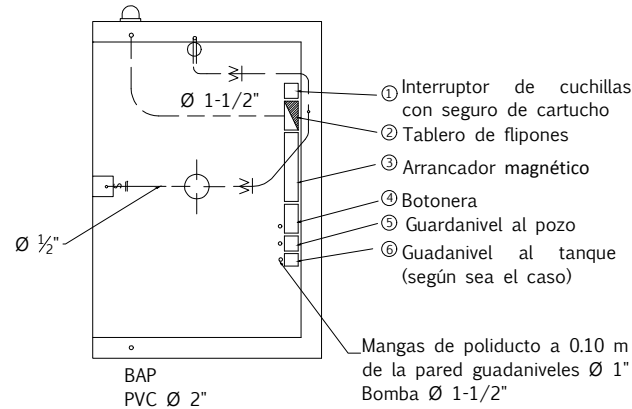 ① Interruptor de cuchillas
con seguro de cartucho
Ø 1-1/2"
② Tablero de flipones
③ Arrancador magnético
④ Botonera
⑤ Guardanivel al pozo
⑥ Guadanivel al tanque
(según sea el caso)
Ø ½"
Mangas de poliducto a 0.10 m
de la pared guadaniveles Ø 1"
Bomba Ø 1-1/2"
BAP
PVC Ø 2"